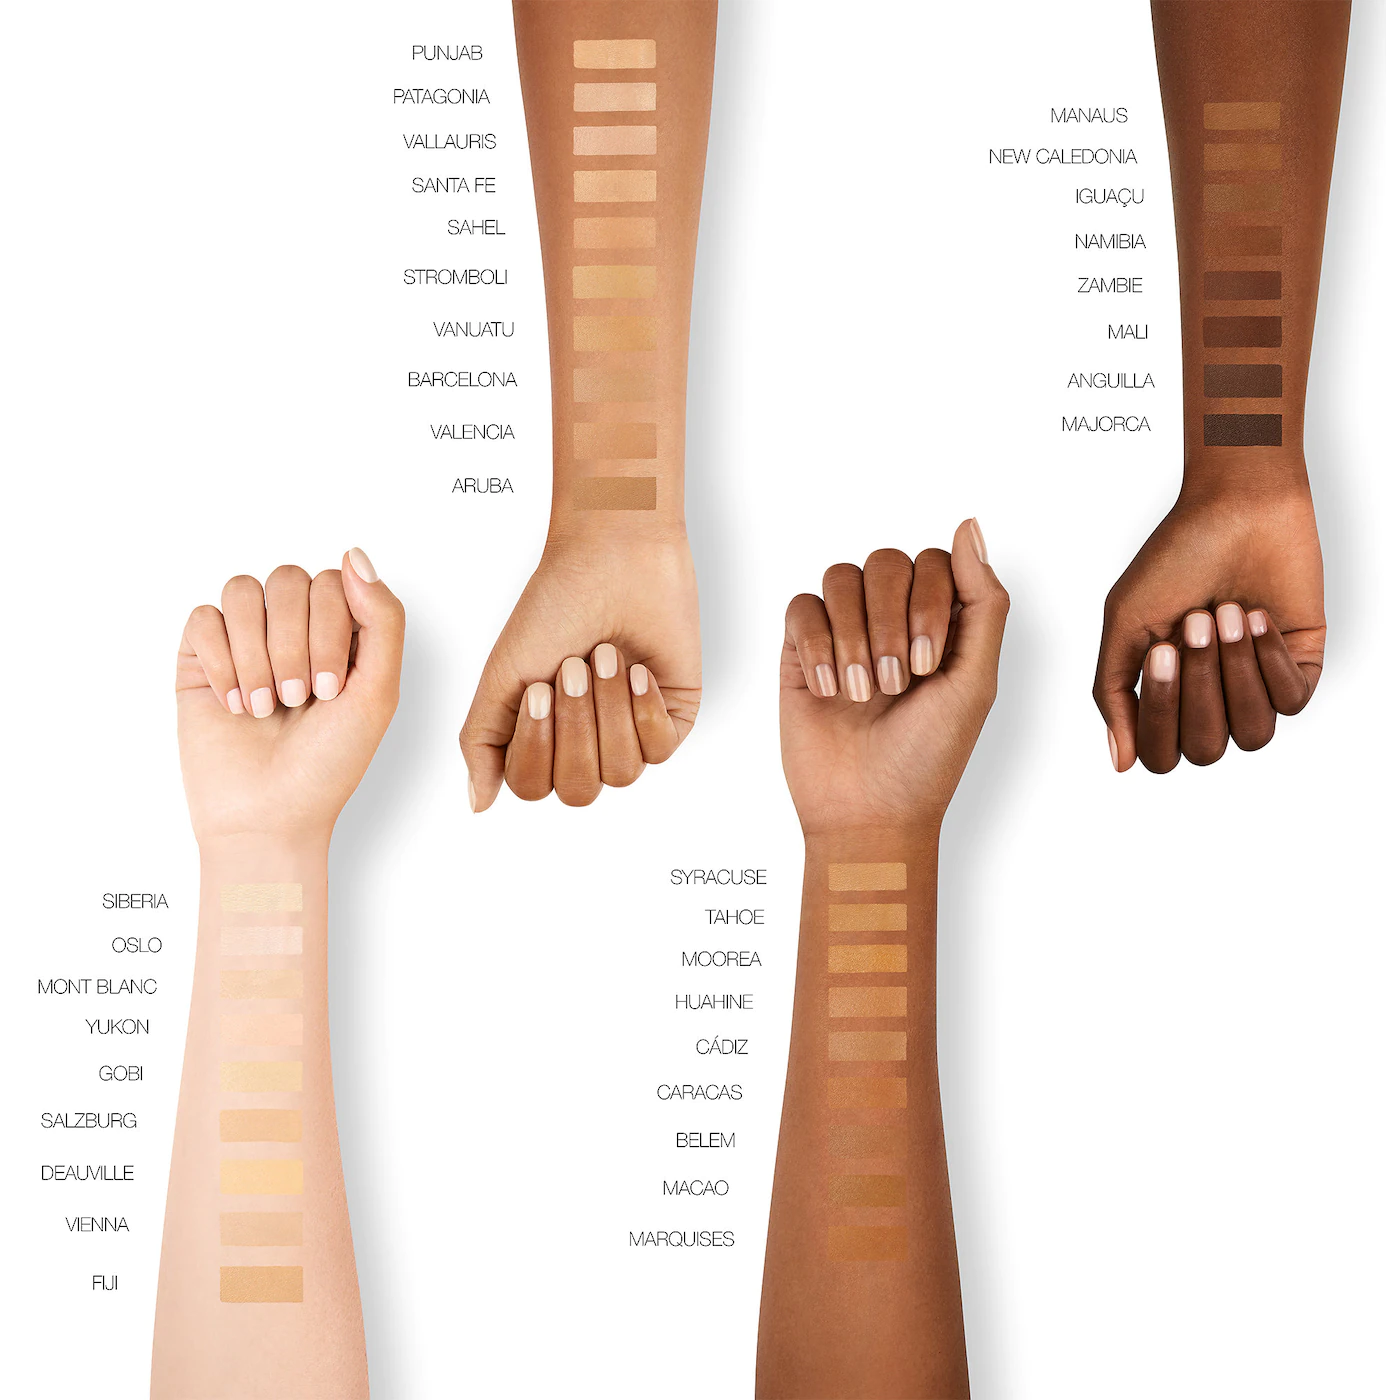 PUNJAB
PATAGONIA
VALLAURIS
SANTA FE
SAHEL
STROMBOLI
VANUATU
BARCELONA
VALENCIA
ARUBA
MANAUS
NEW CALEDONIA
IGUAÇU
NAMIBIA
ZAMBIE
MALI
ANGUILLA
MAJORCA
SIBERIA
OSLO
MONT BLANC
YUKON
GOBI
SALZBURG
DEAUVILLE
VIENNA
FIJI
SYRACUSE
TAHOE
MOOREA
HUAHINE
CÁDIZ
CARACAS
BELEM
MACAO
MARQUISES